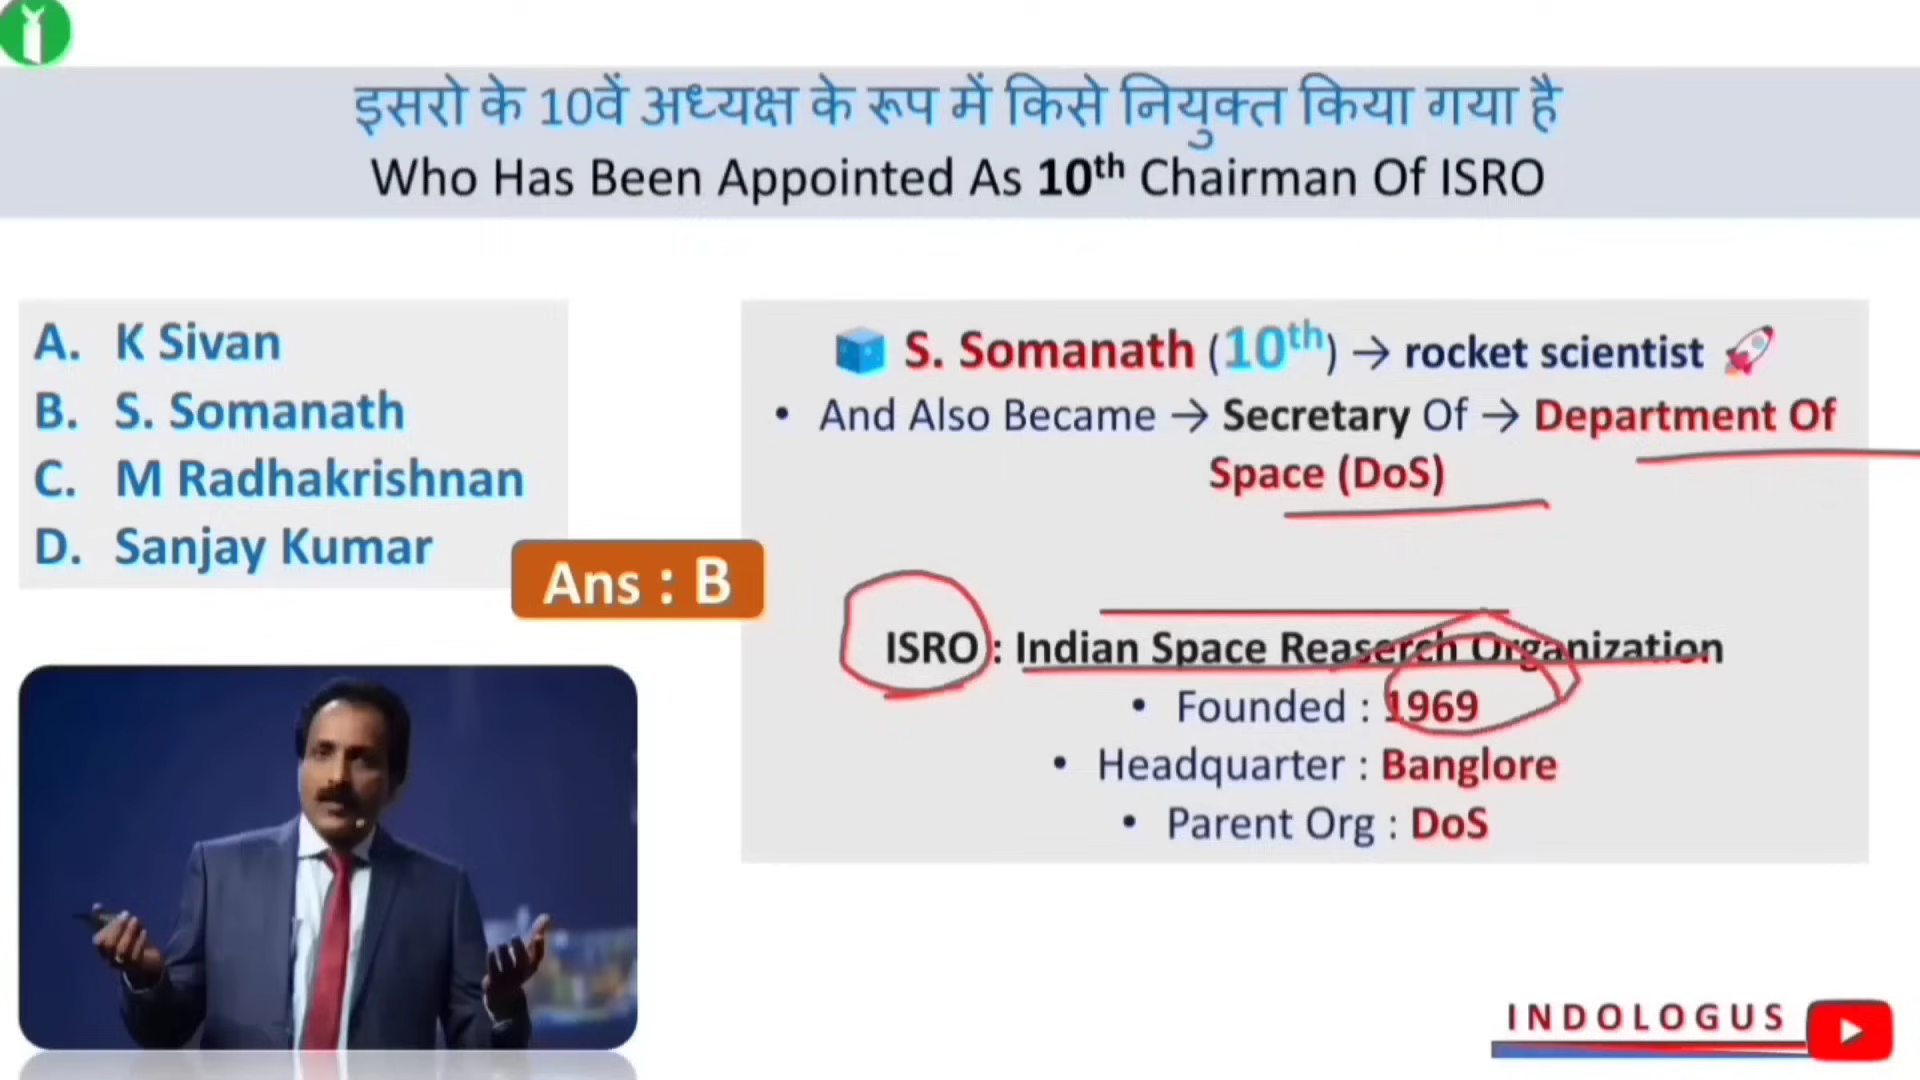 इसरो के 10वें अध्यक्ष के रूप में किसे नियुक्त किया गया है
Who Has Been Appointed As 10th Chairman Of ISRO
A. K Sivan
B. S. Somanath
C. M Radhakrishnan
D. Sanjay Kumar
Ans : B
S. Somanath (10th) → rocket scientist
• And Also Became → Secretary Of → Department Of
Space (DoS)
ISRO : Indian Space Reaserch Organization
• Founded : 1969
• Headquarter : Banglore
• Parent Org : DoS
INDOLOGUS